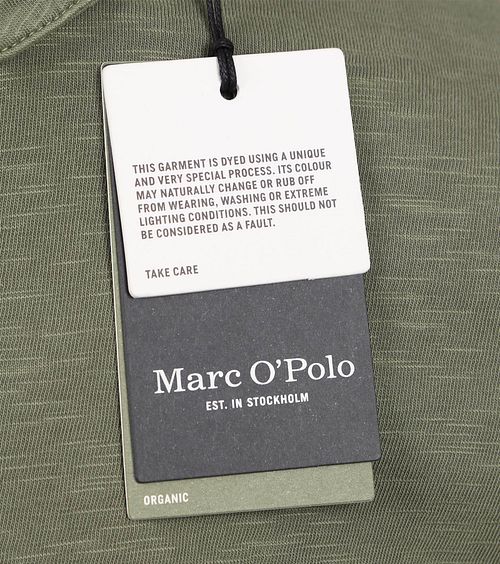 THIS GARMENT IS DYED USING A UNIQUE
AND VERY SPECIAL PROCESS. ITS COLOUR
MAY NATURALLY CHANGE OR RUB OFF
FROM WEARING, WASHING OR EXTREME
LIGHTING CONDITIONS. THIS SHOULD NOT
BE CONSIDERED AS A FAULT.
TAKE CARE
Marc O'Polo
EST. IN STOCKHOLM
ORGANIC